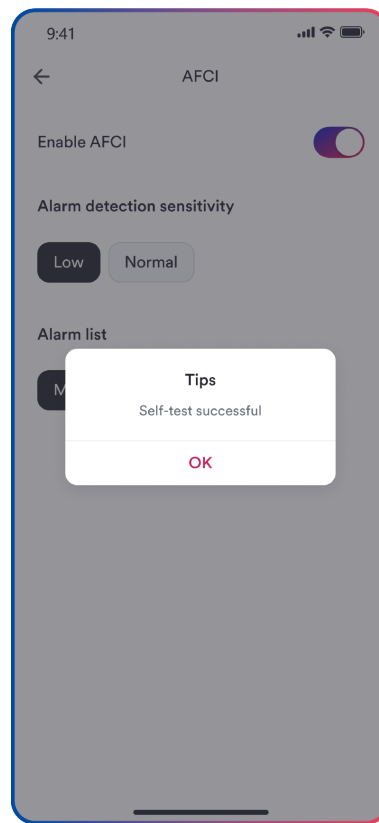 9:41
AFCI
Enable AFCI
Alarm detection sensitivity
Low Normal
Alarm list
Tips
Self-test successful
OK